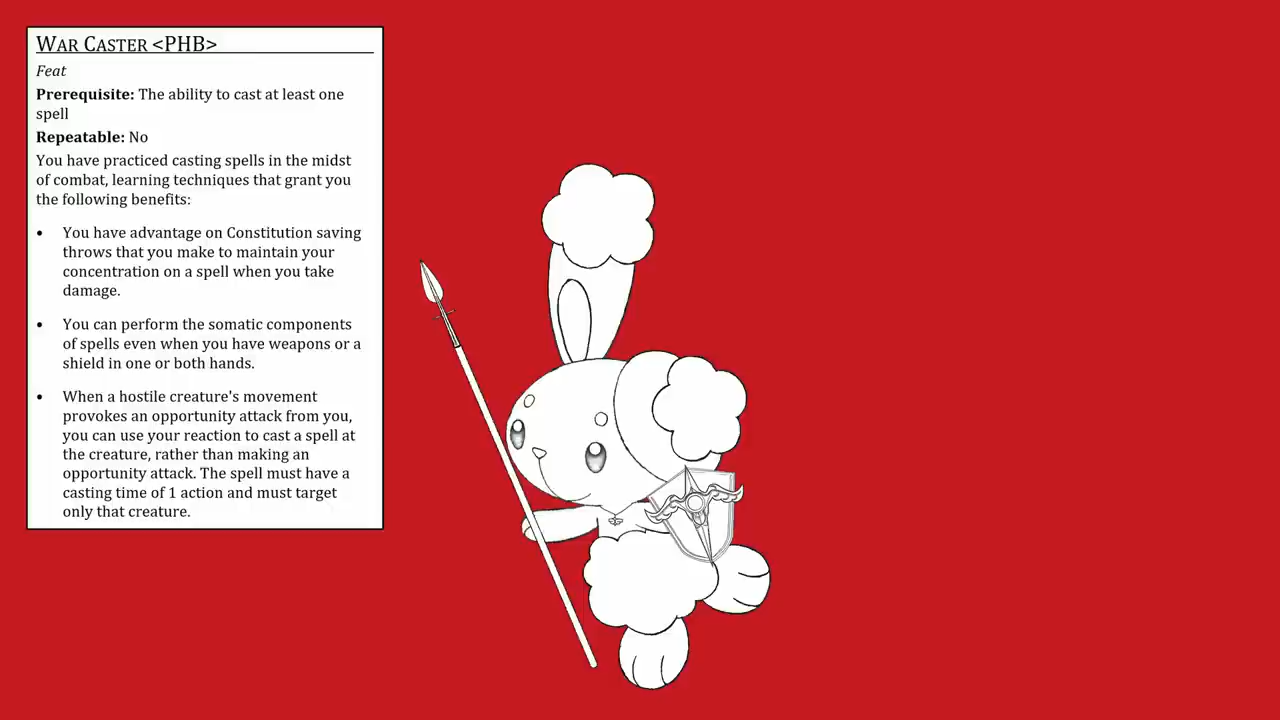 WAR CASTER <PHB>
Feat
Prerequisite: The ability to cast at least one
spell
Repeatable: No
You have practiced casting spells in the midst
of combat, learning techniques that grant you
the following benefits:
• You have advantage on Constitution saving
throws that you make to maintain your
concentration on a spell when you take
damage.
• You can perform the somatic components
of spells even when you have weapons or a
shield in one or both hands.
• When a hostile creature's movement
provokes an opportunity attack from you,
you can use your reaction to cast a spell at
the creature, rather than making an
opportunity attack. The spell must have a
casting time of 1 action and must target
only that creature.